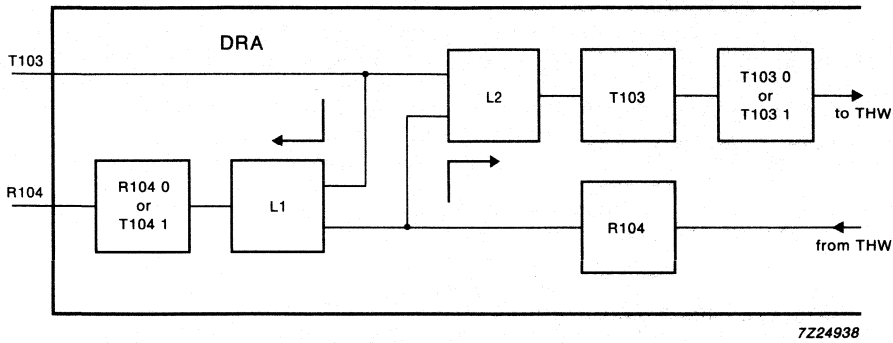 DRA
T103
L2
T103
T103 0
or
T103 1
to THW
R104
R104 0
or
T104 1
L1
R104
from THW
7Z24938